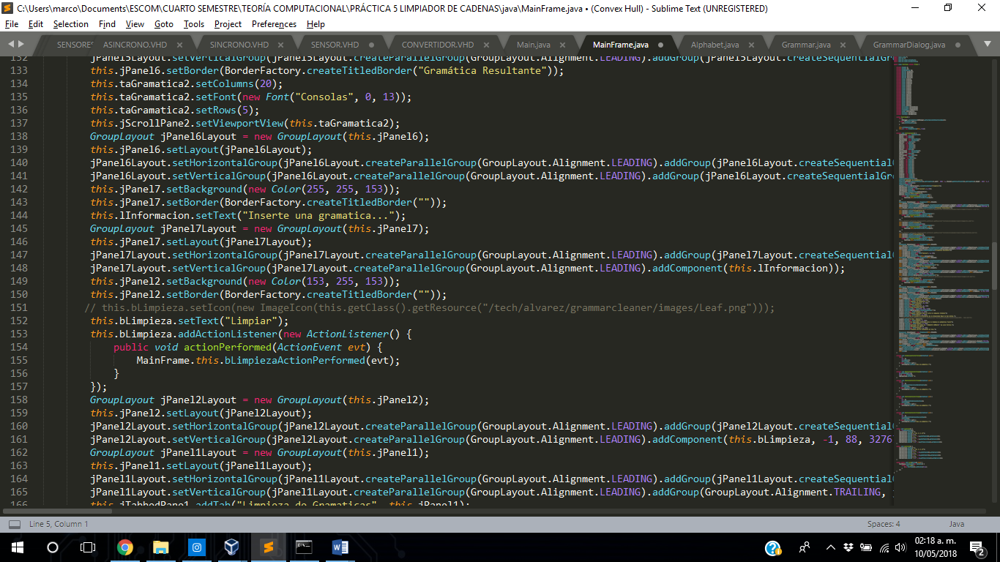 C:\Users\marco\Documents\ESCOM\CUARTO SEMESTRE\TEORÍA COMPUTACIONAL\PRÁCTICA 5 LIMPIADOR DE CADENAS\java\MainFrame.java • (Convex Hull) - Sublime Text (UNREGISTERED)
File Edit Selection Find View Goto Tools Project Preferences Help
SENSORES ASINCRONO.VHD SINCRONO.VHD SENSOR.VHD CONVERTIDOR.VHD Main.java MainFrame.java Alphabet.java Grammar.java GrammarDialog.java
132 jPanel5Layout.setVerticalGroup(jPanel5Layout.createParallelGroup(GroupLayout.Alignment.LEADING).addGroup(jPanel5Layout.createSequentialGro
133 this.jPanel6.setBorder(BorderFactory.createTitledBorder("Gramática Resultante"));
134 this.taGramatica2.setColumns(20);
135 this.taGramatica2.setFont(new Font("Consolas", 0, 13));
136 this.taGramatica2.setRows(5);
137 this.jScrollPane2.setViewportView(this.taGramatica2);
138 GroupLayout jPanel6Layout = new GroupLayout(this.jPanel6);
139 this.jPanel6.setLayout(jPanel6Layout);
140 jPanel6Layout.setHorizontalGroup(jPanel6Layout.createParallelGroup(GroupLayout.Alignment.LEADING).addGroup(jPanel6Layout.createSequential
141 jPanel6Layout.setVerticalGroup(jPanel6Layout.createParallelGroup(GroupLayout.Alignment.LEADING).addGroup(jPanel6Layout.createSequentialGr
142 this.jPanel7.setBackground(new Color(255, 255, 153));
143 this.jPanel7.setBorder(BorderFactory.createTitledBorder(""));
144 this.lInformacion.setText("Inserte una gramatica...");
145 GroupLayout jPanel7Layout = new GroupLayout(this.jPanel7);
146 this.jPanel7.setLayout(jPanel7Layout);
147 jPanel7Layout.setHorizontalGroup(jPanel7Layout.createParallelGroup(GroupLayout.Alignment.LEADING).addGroup(jPanel7Layout.createSequential
148 jPanel7Layout.setVerticalGroup(jPanel7Layout.createParallelGroup(GroupLayout.Alignment.LEADING).addComponent(this.lInformacion));
149 this.jPanel2.setBackground(new Color(153, 255, 153));
150 this.jPanel2.setBorder(BorderFactory.createTitledBorder(""));
151 // this.bLimpieza.setIcon(new ImageIcon(this.getClass().getResource("/tech/alvarez/grammarcleaner/images/Leaf.png")));
152 this.bLimpieza.setText("Limpiar");
153 this.bLimpieza.addActionListener(new ActionListener() {
154 public void actionPerformed(ActionEvent evt) {
155 MainFrame.this.bLimpiezaActionPerformed(evt);
156 }
157 });
158 GroupLayout jPanel2Layout = new GroupLayout(this.jPanel2);
159 this.jPanel2.setLayout(jPanel2Layout);
160 jPanel2Layout.setHorizontalGroup(jPanel2Layout.createParallelGroup(GroupLayout.Alignment.LEADING).addGroup(jPanel2Layout.createSequential
161 jPanel2Layout.setVerticalGroup(jPanel2Layout.createParallelGroup(GroupLayout.Alignment.LEADING).addComponent(this.bLimpieza, -1, 88, 3276
162 GroupLayout jPanel1Layout = new GroupLayout(this.jPanel1);
163 this.jPanel1.setLayout(jPanel1Layout);
164 jPanel1Layout.setHorizontalGroup(jPanel1Layout.createParallelGroup(GroupLayout.Alignment.LEADING).addGroup(jPanel1Layout.createSequential
165 jPanel1Layout.setVerticalGroup(jPanel1Layout.createParallelGroup(GroupLayout.Alignment.LEADING).addGroup(GroupLayout.Alignment.TRAILING,
166 this.jTabbedPane1.addTab("Limpieza de Gramaticas", this.jPanel1);
Line 5, Column 1 Spaces: 4 Java
02:18 a. m.
10/05/2018
2